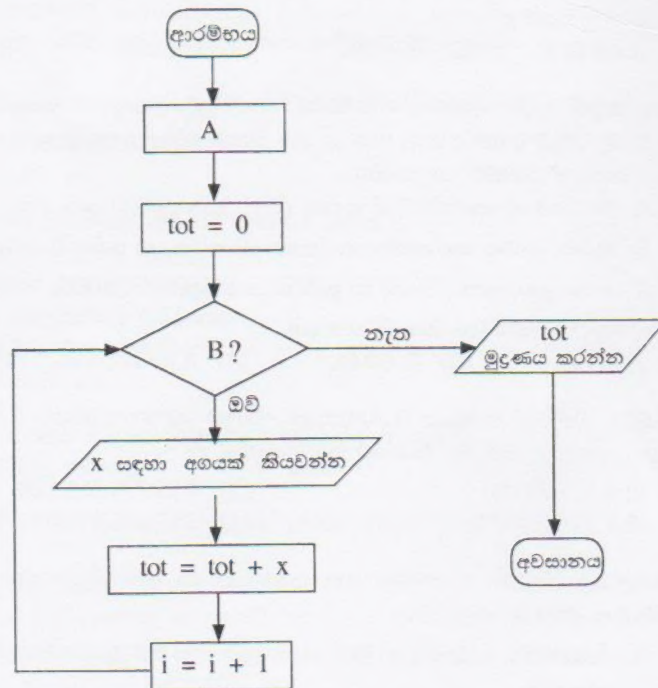 ආරම්භය
A
tot = 0
B ?
නැත
tot
මුද්‍රණය කරන්න
ඔව්
x සඳහා අගයක් කියවන්න
tot = tot + x
අවසානය
i = i + 1